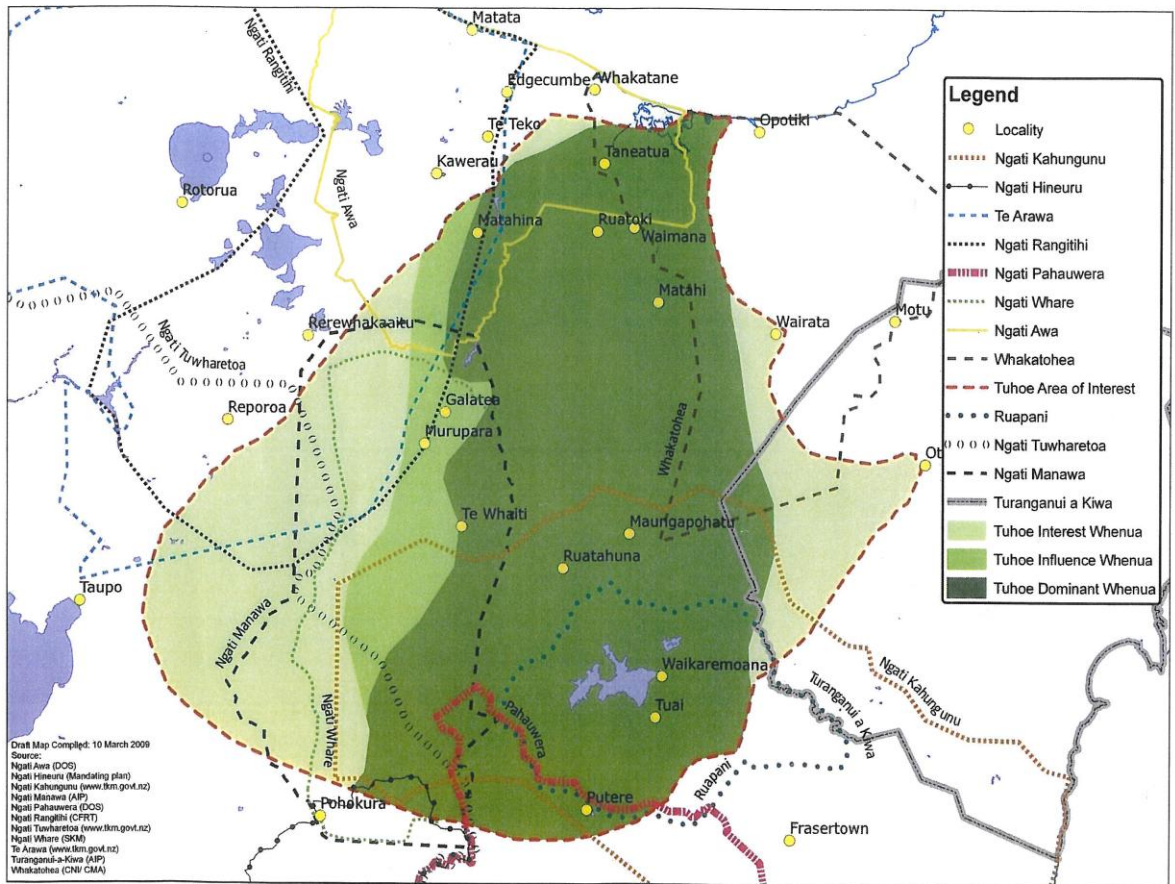 Matata
Ngati Rangitihi
Edgecumbe
Whakatane
Opotiki
Te Teko
Kawerau
Taneatua
Rotorua
Ngati Awa
Matahina
Ruatoki
Waimana
Matahi
Rerewhakaaitu
Ngati Tuwharetoa
Wairata
Motu
Reporoa
Galatea
Murupara
Whakatohea
Ot
Te Whaiti
Maungapohatu
Ruatahuna
Taupo
Ngati Manawa
Waikaremoana
Ngati Kahungunu
Tuai
Turanganui a Kiwa
Ngati Whare
Pahauwera
Ruapani
Pohokura
Putere
Frasertown
Legend
Locality
Ngati Kahungunu
Ngati Hineuru
Te Arawa
Ngati Rangitihi
Ngati Pahauwera
Ngati Whare
Ngati Awa
Whakatohea
Tuhoe Area of Interest
Ruapani
Ngati Tuwharetoa
Ngati Manawa
Turanganui a Kiwa
Tuhoe Interest Whenua
Tuhoe Influence Whenua
Tuhoe Dominant Whenua
Draft Map Compiled: 10 March 2009
Source:
Ngati Awa (DOS)
Ngati Hineuru (Mandating plan)
Ngati Kahungunu (www.tkm.govt.nz)
Ngati Manawa (AIP)
Ngati Pahauwera (DOS)
Ngati Rangitihi (CFRT)
Ngati Tuwharetoa (www.tkm.govt.nz)
Ngati Whare (SKM)
Te Arawa (www.tkm.govt.nz)
Turanganui-a-Kiwa (AIP)
Whakatohea (CNI/ CMA)